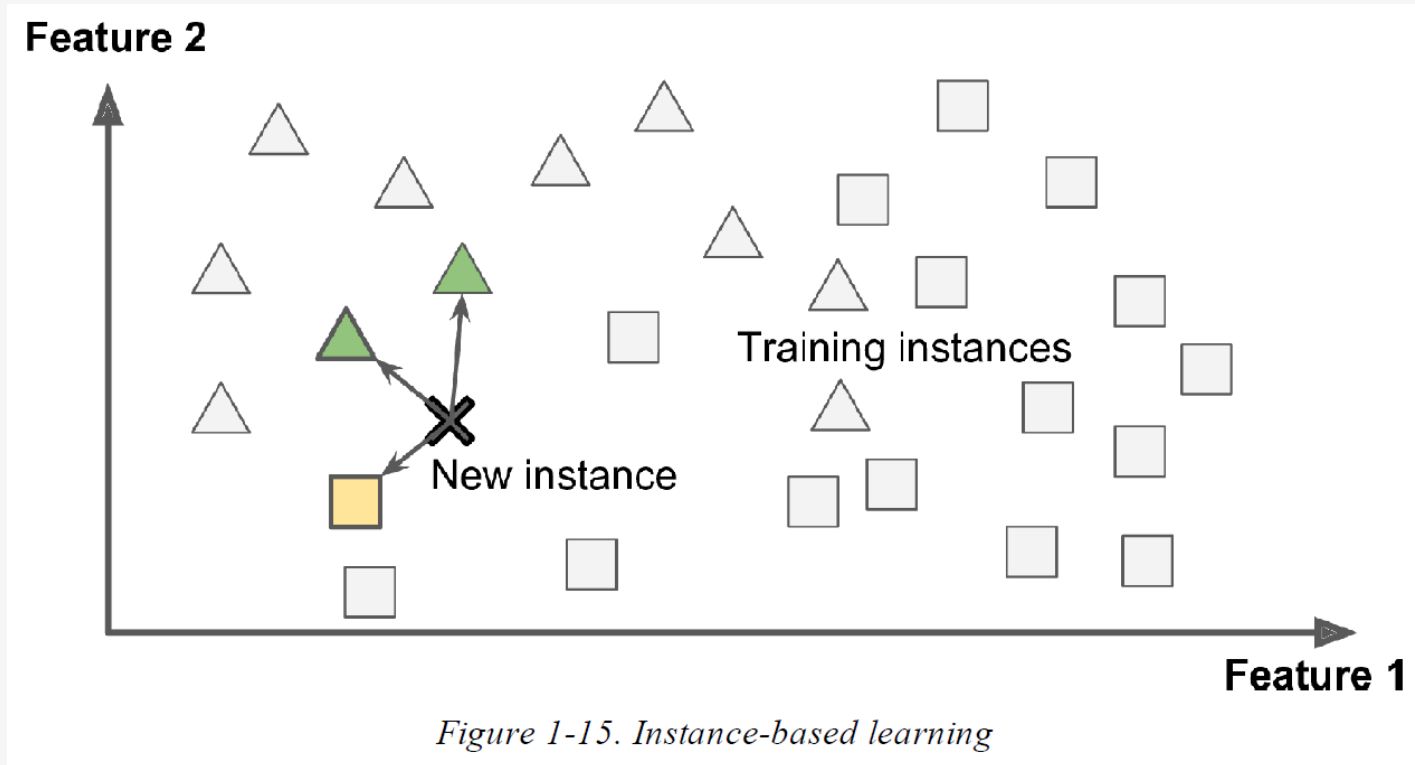 Feature 2
Training instances
New instance
Feature 1
Figure 1-15. Instance-based learning